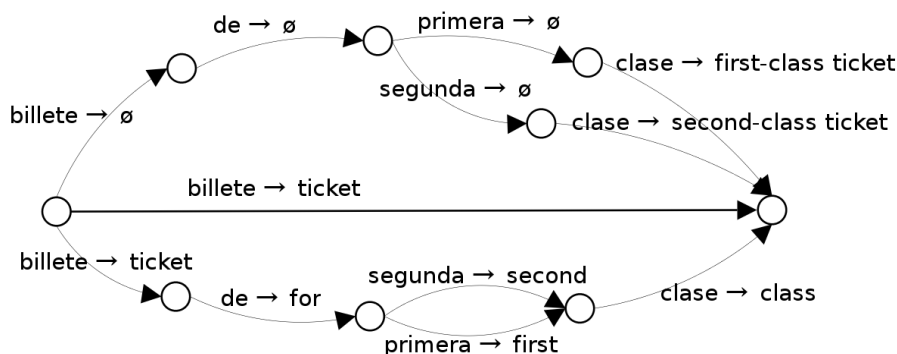 de → ø
primera → ø
clase → first-class ticket
segunda → ø
billete → ø
clase → second-class ticket
billete → ticket
billete → ticket
segunda → second
de → for
clase → class
primera → first